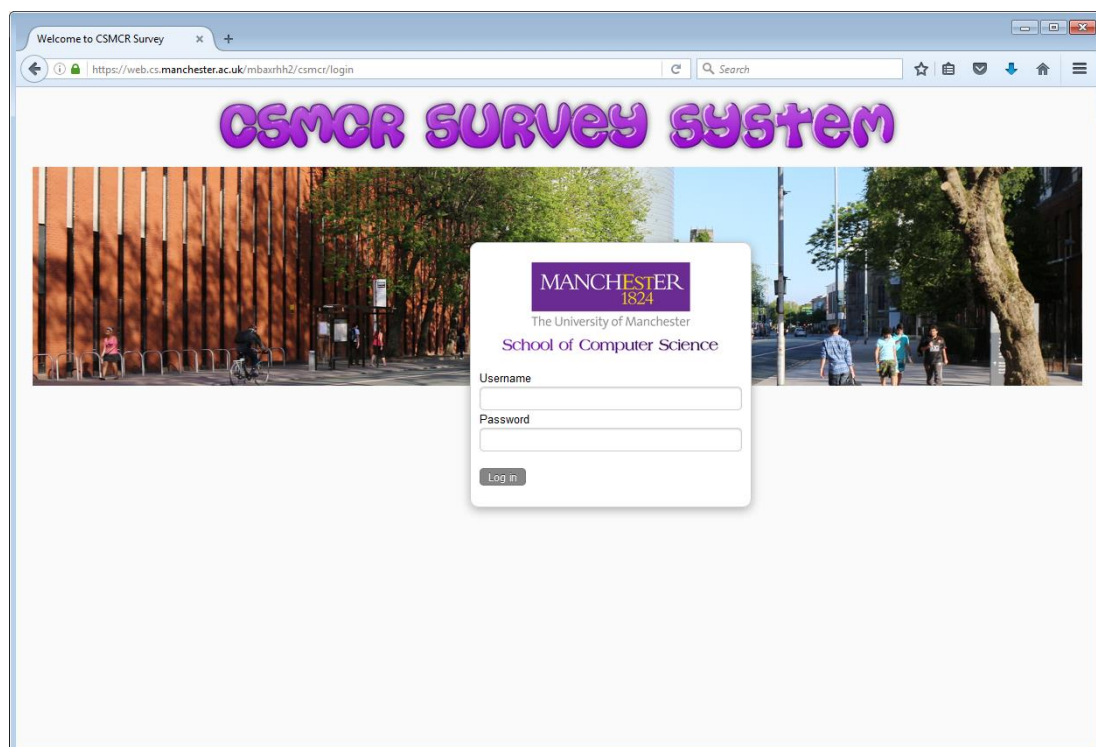 Welcome to CSMCR Survey
https://web.cs.manchester.ac.uk/mbaxrhh2/csmcr/login
Search
CSMCR SURVEY SYSTEM
MANCHESTER
1824
The University of Manchester
School of Computer Science
Username
Password
Log in